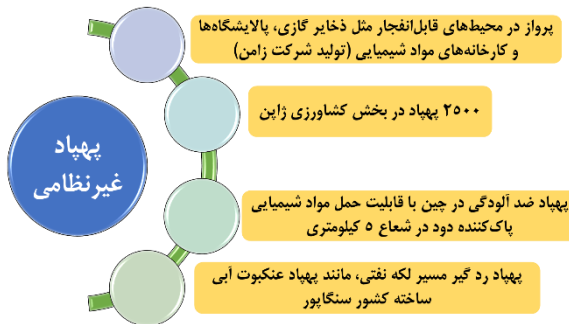 پهپاد
غیرنظامی
پرواز در محیط‌های قابل‌انفجار مثل ذخایر گازی، پالایشگاه‌ها
و کارخانه‌های مواد شیمیایی (تولید شرکت زامن)
۲۵۰۰ پهپاد در بخش کشاورزی ژاپن
پهپاد ضد آلودگی در چین با قابلیت حمل مواد شیمیایی
پاک‌کننده دود در شعاع ۵ کیلومتری
پهپاد رد گیر مسیر لکه نفتی، مانند پهپاد عنکبوت آبی
ساخته کشور سنگاپور